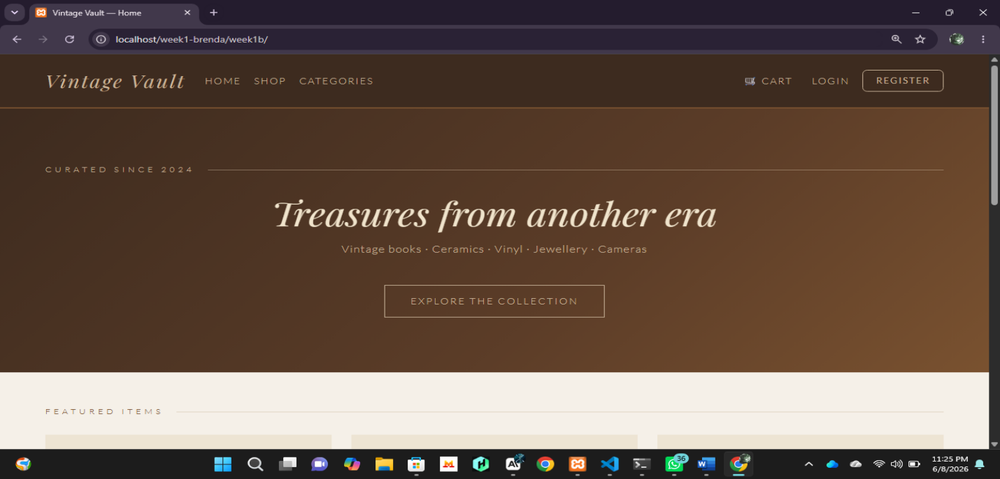 Vintage Vault — Home
localhost/week1-brenda/week1b/
Vintage Vault HOME SHOP CATEGORIES CART LOGIN REGISTER
CURATED SINCE 2024
Treasures from another era
Vintage books · Ceramics · Vinyl · Jewellery · Cameras
EXPLORE THE COLLECTION
FEATURED ITEMS
36
11:25 PM
6/8/2026